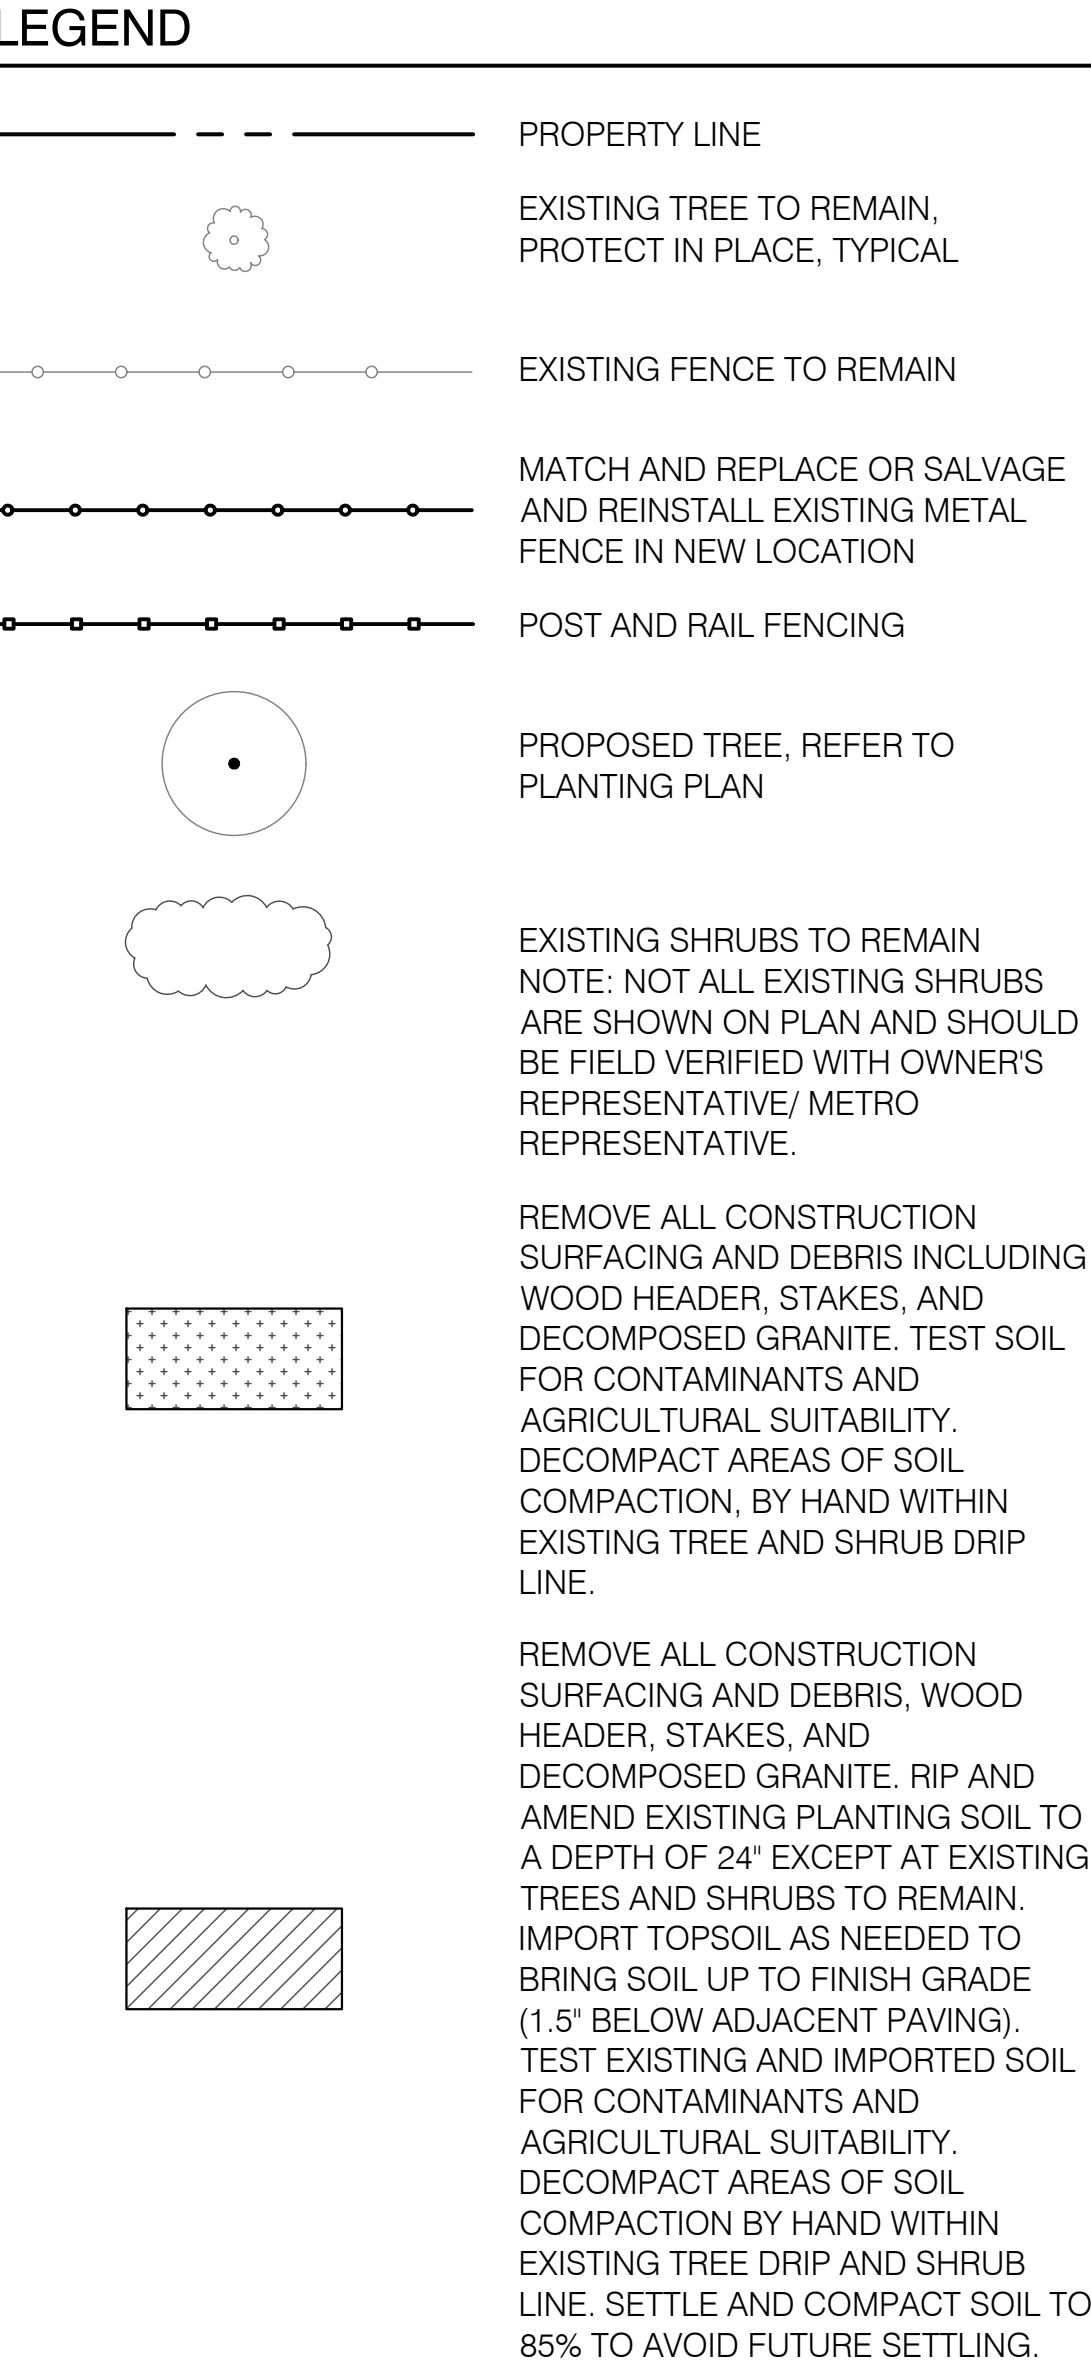 LEGEND
PROPERTY LINE
EXISTING TREE TO REMAIN,
PROTECT IN PLACE, TYPICAL
EXISTING FENCE TO REMAIN
MATCH AND REPLACE OR SALVAGE
AND REINSTALL EXISTING METAL
FENCE IN NEW LOCATION
POST AND RAIL FENCING
PROPOSED TREE, REFER TO
PLANTING PLAN
EXISTING SHRUBS TO REMAIN
NOTE: NOT ALL EXISTING SHRUBS
ARE SHOWN ON PLAN AND SHOULD
BE FIELD VERIFIED WITH OWNER'S
REPRESENTATIVE/ METRO
REPRESENTATIVE.
REMOVE ALL CONSTRUCTION
SURFACING AND DEBRIS INCLUDING
WOOD HEADER, STAKES, AND
DECOMPOSED GRANITE. TEST SOIL
FOR CONTAMINANTS AND
AGRICULTURAL SUITABILITY.
DECOMPACT AREAS OF SOIL
COMPACTION, BY HAND WITHIN
EXISTING TREE AND SHRUB DRIP
LINE.
REMOVE ALL CONSTRUCTION
SURFACING AND DEBRIS, WOOD
HEADER, STAKES, AND
DECOMPOSED GRANITE. RIP AND
AMEND EXISTING PLANTING SOIL TO
A DEPTH OF 24" EXCEPT AT EXISTING
TREES AND SHRUBS TO REMAIN.
IMPORT TOPSOIL AS NEEDED TO
BRING SOIL UP TO FINISH GRADE
(1.5" BELOW ADJACENT PAVING).
TEST EXISTING AND IMPORTED SOIL
FOR CONTAMINANTS AND
AGRICULTURAL SUITABILITY.
DECOMPACT AREAS OF SOIL
COMPACTION BY HAND WITHIN
EXISTING TREE DRIP AND SHRUB
LINE. SETTLE AND COMPACT SOIL TO
85% TO AVOID FUTURE SETTLING.